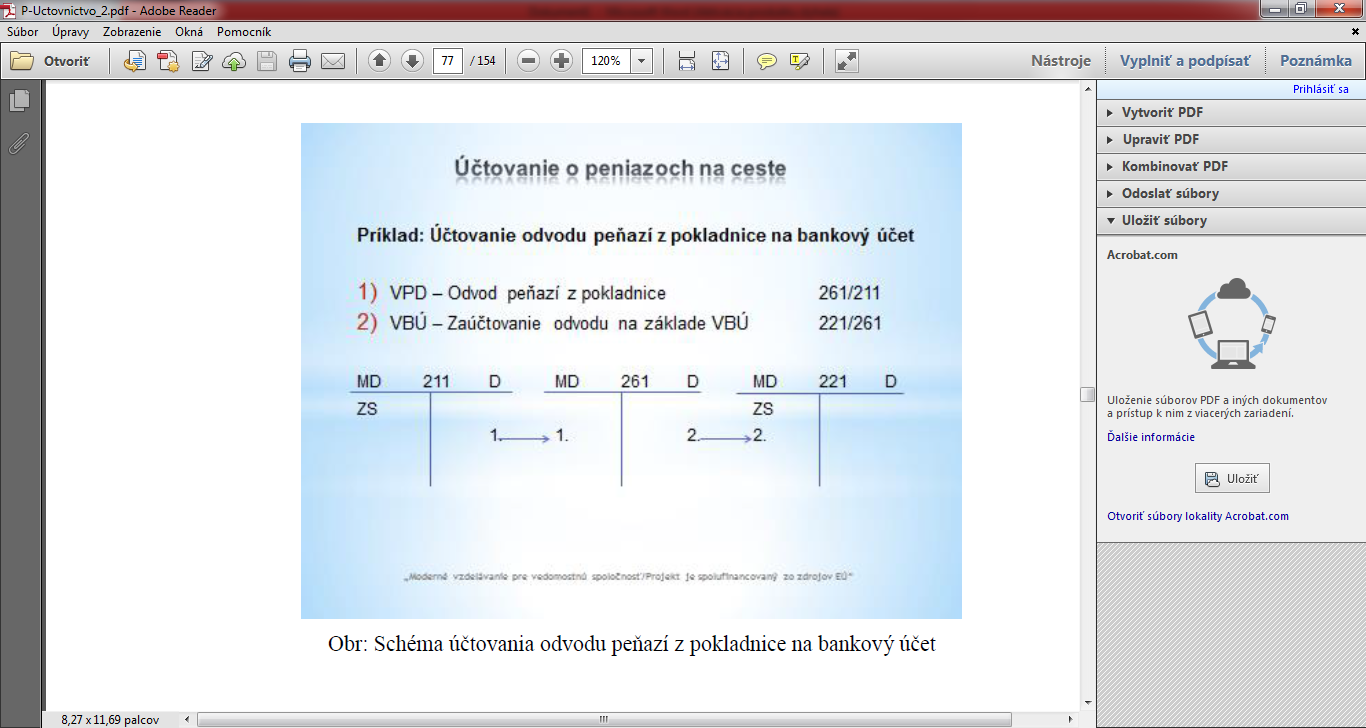 P-Uctovnictvo_2.pdf - Adobe Reader
Súbor Úpravy Zobrazenie Okná Pomocník
Otvoriť 77 / 154 120% Nástroje Vyplniť a podpísať Poznámka
Prihlásiť sa
Vytvoriť PDF
Upraviť PDF
Kombinovať PDF
Odoslať súbory
Uložiť súbory
Acrobat.com
Uloženie súborov PDF a iných dokumentov
a prístup k nim z viacerých zariadení.
Ďalšie informácie
Uložiť
Otvoriť súbory lokality Acrobat.com
Účtovanie o peniazoch na ceste
Príklad: Účtovanie odvodu peňazí z pokladnice na bankový účet
1) VPD – Odvod peňazí z pokladnice 261/211
2) VBÚ – Zaúčtovanie odvodu na základe VBÚ 221/261
MD 211 D MD 261 D MD 221 D
ZS ZS
1. 1. 2. 2.
„Moderné vzdelávanie pre vedomostnú spoločnosť/Projekt je spolufinancovaný zo zdrojov EÚ“
Obr: Schéma účtovania odvodu peňazí z pokladnice na bankový účet
8,27 x 11,69 palcov